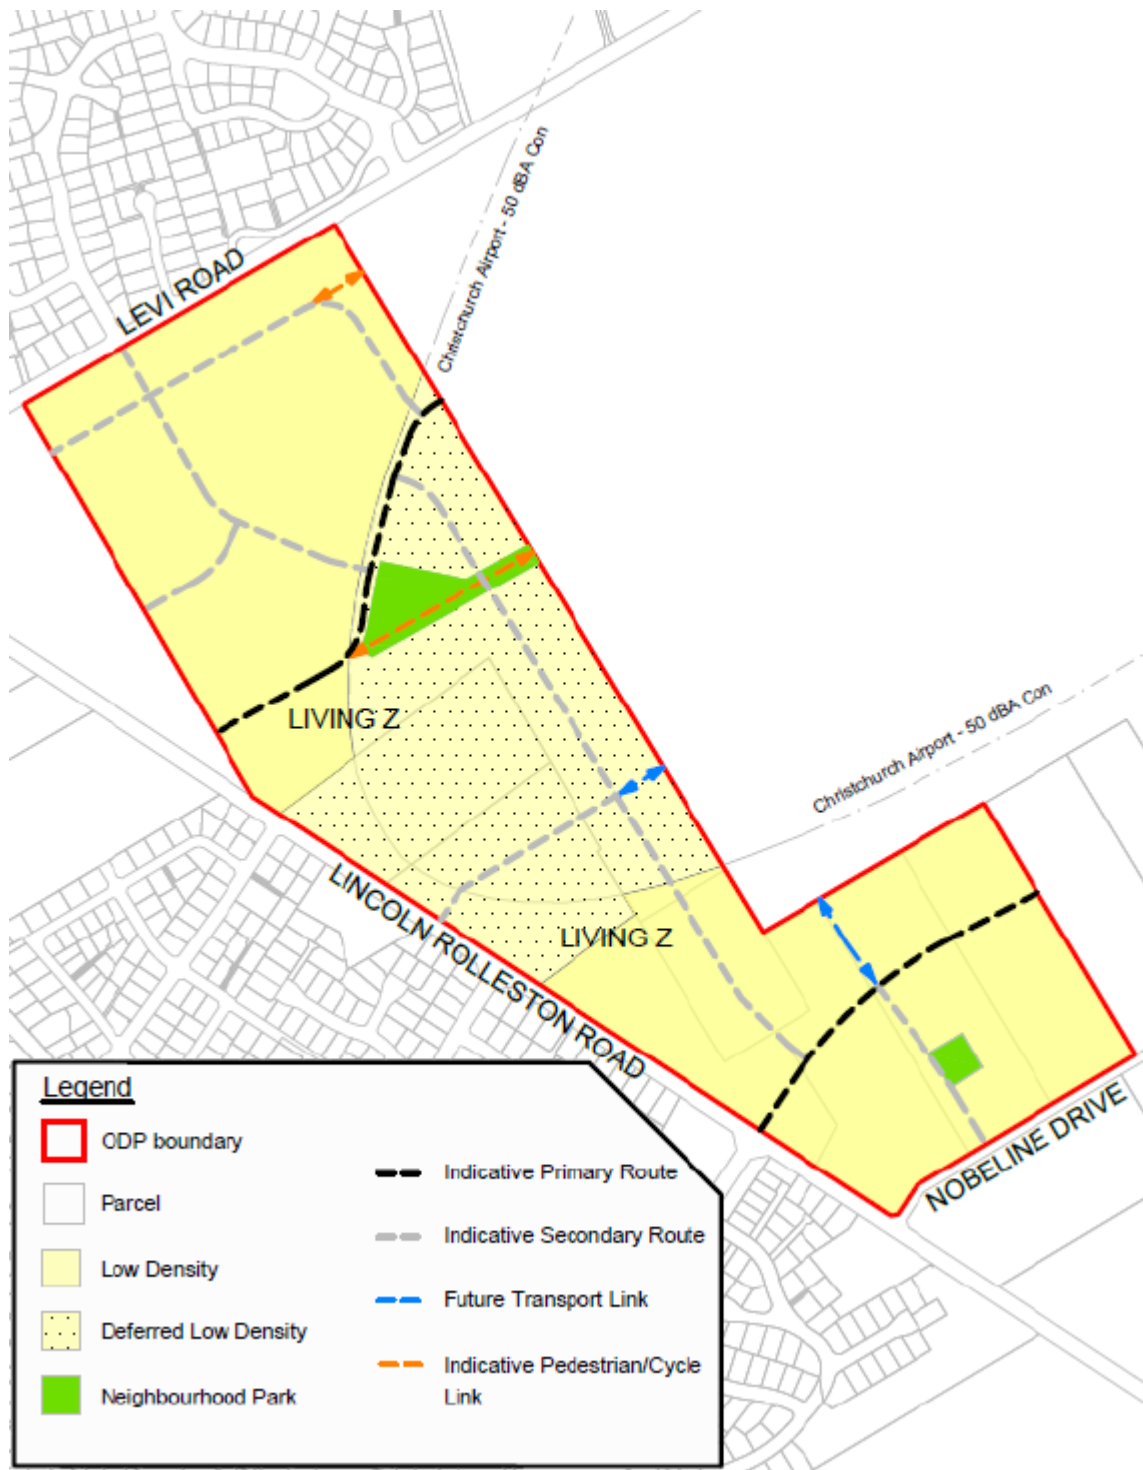 Christchurch Airport - 50 dBA Con
LEVI ROAD
LIVING Z
Christchurch Airport - 50 dBA Con
LINCOLN ROLLESTON ROAD
LIVING Z
NOBELINE DRIVE
Legend
ODP boundary
Parcel
Low Density
Deferred Low Density
Neighbourhood Park
Indicative Primary Route
Indicative Secondary Route
Future Transport Link
Indicative Pedestrian/Cycle
Link